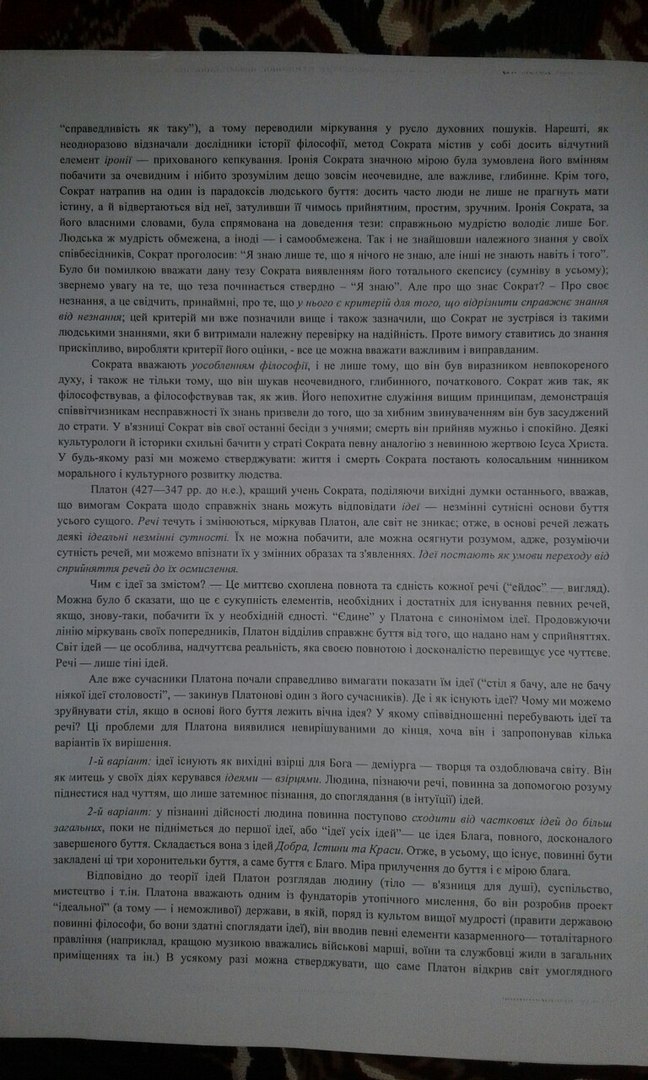 “справедливість як таку”), а тому переводили міркування у русло духовних пошуків. Нарешті, як
неодноразово відзначали дослідники історії філософії, метод Сократа містив у собі досить відчутний
елемент іронії — прихованого кепкування. Іронія Сократа значною мірою була зумовлена його вмінням
побачити за очевидним і нібито зрозумілим дещо зовсім неочевидне, але важливе, глибинне. Крім того,
Сократ натрапив на один із парадоксів людського буття: досить часто люди не лише не прагнуть мати
істину, а й відвертаються від неї, затуливши її чимось прийнятним, простим, зручним. Іронія Сократа, за
його власними словами, була спрямована на доведення тези: справжньою мудрістю володіє лише Бог.
Людська ж мудрість обмежена, а іноді — і самообмежена. Так і не знайшовши належного знання у своїх
співбесідників, Сократ проголосив: “Я знаю лише те, що я нічого не знаю, але інші не знають навіть і того”.
Було би помилкою вважати дану тезу Сократа виявленням його тотального скепсису (сумніву в усьому);
звернемо увагу на те, що теза починається ствердно – “Я знаю”. Але про що знає Сократ? – Про своє
незнання, а це свідчить, принаймні, про те, що у нього є критерій для того, що відрізнити справжнє знання
від незнання; цей критерій ми вже позначили вище і також зазначили, що Сократ не зустрівся із такими
людськими знаннями, яки б витримали належну перевірку на надійність. Проте вимогу ставитись до знання
прискіпливо, виробляти критерії його оцінки, - все це можна вважати важливим і виправданим.
Сократа вважають уособленням філософії, і не лише тому, що він був виразником невпокореного
духу, і також не тільки тому, що він шукав неочевидного, глибинного, початкового. Сократ жив так, як
філософствував, а філософствував так, як жив. Його непохитне служіння вищим принципам, демонстрація
співвітчизникам несправжності їх знань призвели до того, що за хибним звинуваченням він був засуджений
до страти. У в'язниці Сократ вів свої останні бесіди з учнями; смерть він прийняв мужньо і спокійно. Деякі
культурологи й історики схильні бачити у страті Сократа певну аналогію з невинною жертвою Ісуса Христа.
У будь-якому разі ми можемо стверджувати: життя і смерть Сократа постають колосальним чинником
морального і культурного розвитку людства.
Платон (427—347 рр. до н.е.), кращий учень Сократа, поділяючи вихідні думки останнього, вважав,
що вимогам Сократа щодо справжніх знань можуть відповідати ідеї — незмінні сутнісні основи буття
усього сущого. Речі течуть і змінюються, міркував Платон, але світ не зникає; отже, в основі речей лежать
деякі ідеальні незмінні сутності. Їх не можна побачити, але можна осягнути розумом, адже, розуміючи
сутність речей, ми можемо впізнати їх у змінних образах та з'явленнях. Ідеї постають як умови переходу від
сприйняття речей до їх осмислення.
Чим є ідеї за змістом? — Це миттєво схоплена повнота та єдність кожної речі (“ейдос” — вигляд).
Можна було б сказати, що це є сукупність елементів, необхідних і достатніх для існування певних речей,
якщо, знову-таки, побачити їх у необхідній єдності. “Єдине” у Платона є синонімом ідеї. Продовжуючи
лінію міркувань своїх попередників, Платон відділив справжнє буття від того, що надано нам у сприйняттях.
Світ ідей — це особлива, надчуттєва реальність, яка своєю повнотою і досконалістю перевищує усе чуттєве.
Речі — лише тіні ідей.
Але вже сучасники Платона почали справедливо вимагати показати їм ідеї (“стіл я бачу, але не бачу
ніякої ідеї столовості”, — закинув Платонові один з його сучасників). Де і як існують ідеї? Чому ми можемо
зруйнувати стіл, якщо в основі його буття лежить вічна ідея? У якому співвідношенні перебувають ідеї та
речі? Ці проблеми для Платона виявилися невирішуваними до кінця, хоча він і запропонував кілька
варіантів їх вирішення.
1-й варіант: ідеї існують як вихідні взірці для Бога — деміурга — творця та оздоблювача світу. Він
як митець у своїх діях керувався ідеями — взірцями. Людина, пізнаючи речі, повинна за допомогою розуму
піднестися над чуттям, що лише затемнює пізнання, до споглядання (в інтуїції) ідей.
2-й варіант: у пізнанні дійсності людина повинна поступово сходити від часткових ідей до більш
загальних, поки не підніметься до першої ідеї, або “ідеї усіх ідей”— це ідея Блага, повного, досконалого
завершеного буття. Складається вона з ідей Добра, Істини та Краси. Отже, в усьому, що існує, повинні бути
закладені ці три хоронительки буття, а саме буття є Благо. Міра прилучення до буття і є мірою блага.
Відповідно до теорії ідей Платон розглядав людину (тіло — в'язниця для душі), суспільство,
мистецтво і т.ін. Платона вважають одним із фундаторів утопічного мислення, бо він розробив проект
“ідеальної” (а тому — і неможливої) держави, в якій, поряд із культом вищої мудрості (правити державою
повинні філософи, бо вони здатні споглядати ідеї), він вводив певні елементи казарменного— тоталітарного
правління (наприклад, кращою музикою вважались військові марші, воїни та службовці жили в загальних
приміщеннях та ін.) В усякому разі можна стверджувати, що саме Платон відкрив світ умоглядного